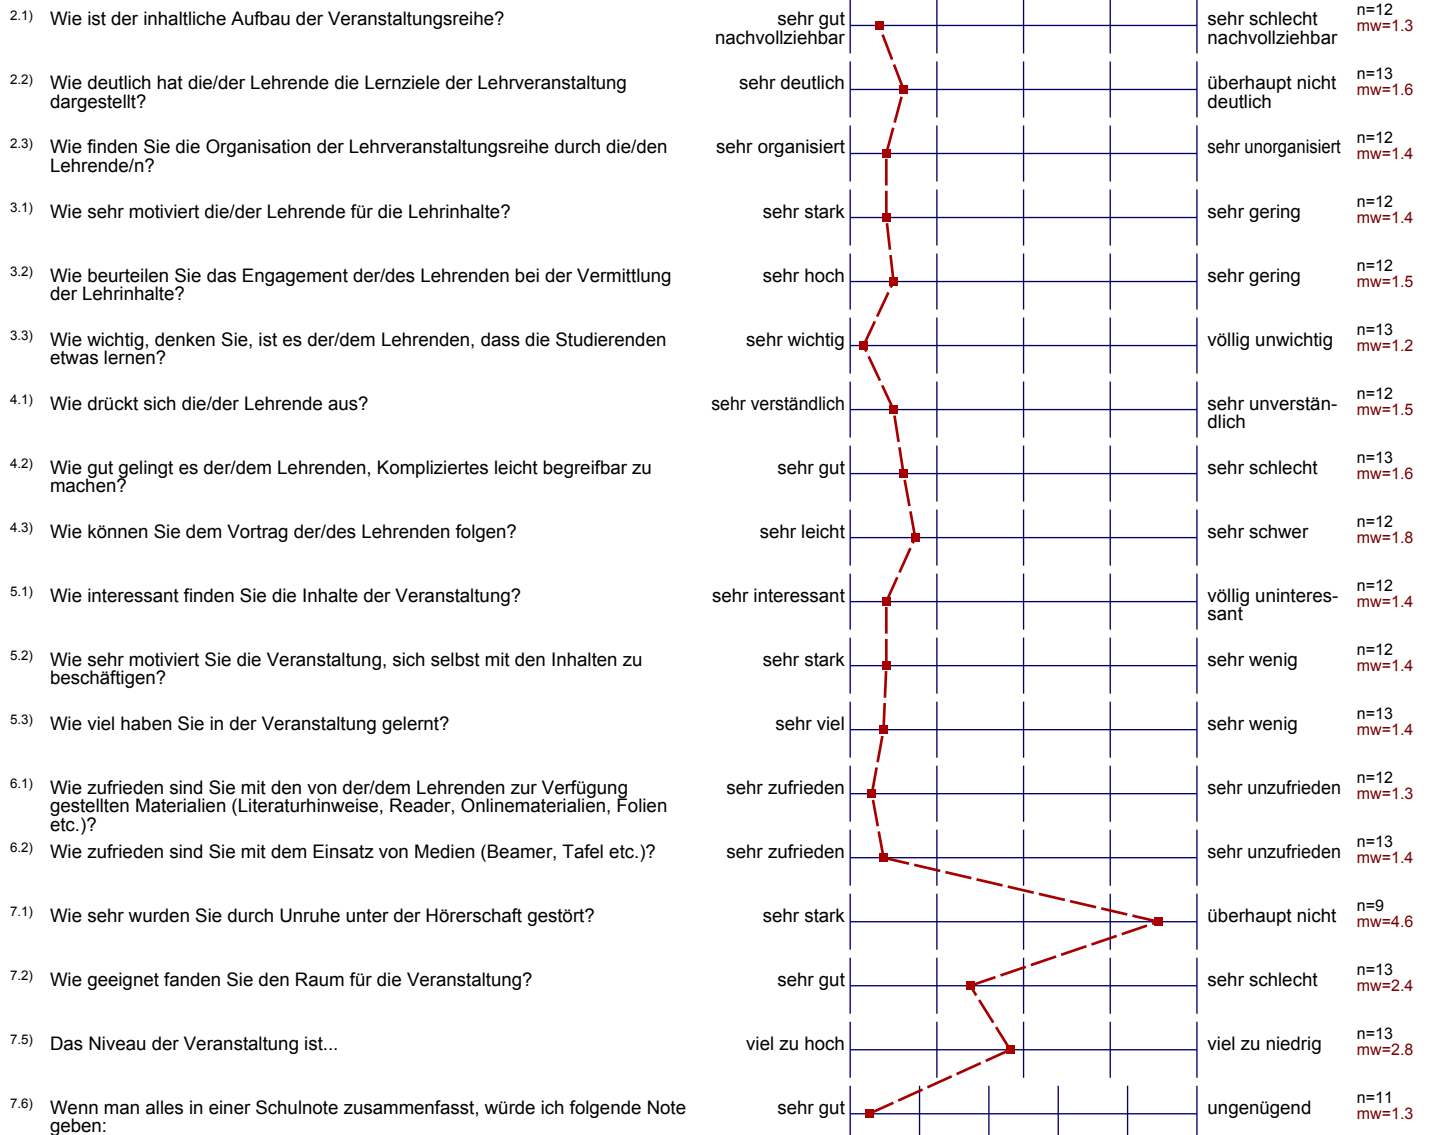 2.1) Wie ist der inhaltliche Aufbau der Veranstaltungsreihe? sehr gut nachvollziehbar sehr schlecht nachvollziehbar n=12 mw=1.3
2.2) Wie deutlich hat die/der Lehrende die Lernziele der Lehrveranstaltung
dargestellt? sehr deutlich überhaupt nicht deutlich n=13 mw=1.6
2.3) Wie finden Sie die Organisation der Lehrveranstaltungsreihe durch die/den
Lehrende/n? sehr organisiert sehr unorganisiert n=12 mw=1.4
3.1) Wie sehr motiviert die/der Lehrende für die Lehrinhalte? sehr stark sehr gering n=12 mw=1.4
3.2) Wie beurteilen Sie das Engagement der/des Lehrenden bei der Vermittlung
der Lehrinhalte? sehr hoch sehr gering n=12 mw=1.5
3.3) Wie wichtig, denken Sie, ist es der/dem Lehrenden, dass die Studierenden
etwas lernen? sehr wichtig völlig unwichtig n=13 mw=1.2
4.1) Wie drückt sich die/der Lehrende aus? sehr verständlich sehr unverstän-
dlich n=12 mw=1.5
4.2) Wie gut gelingt es der/dem Lehrenden, Kompliziertes leicht begreifbar zu
machen? sehr gut sehr schlecht n=13 mw=1.6
4.3) Wie können Sie dem Vortrag der/des Lehrenden folgen? sehr leicht sehr schwer n=12 mw=1.8
5.1) Wie interessant finden Sie die Inhalte der Veranstaltung? sehr interessant völlig uninteres-
sant n=12 mw=1.4
5.2) Wie sehr motiviert Sie die Veranstaltung, sich selbst mit den Inhalten zu
beschäftigen? sehr stark sehr wenig n=12 mw=1.4
5.3) Wie viel haben Sie in der Veranstaltung gelernt? sehr viel sehr wenig n=13 mw=1.4
6.1) Wie zufrieden sind Sie mit den von der/dem Lehrenden zur Verfügung
gestellten Materialien (Literaturhinweise, Reader, Onlinematerialien, Folien
etc.)? sehr zufrieden sehr unzufrieden n=12 mw=1.3
6.2) Wie zufrieden sind Sie mit dem Einsatz von Medien (Beamer, Tafel etc.)? sehr zufrieden sehr unzufrieden n=13 mw=1.4
7.1) Wie sehr wurden Sie durch Unruhe unter der Hörerschaft gestört? sehr stark überhaupt nicht n=9 mw=4.6
7.2) Wie geeignet fanden Sie den Raum für die Veranstaltung? sehr gut sehr schlecht n=13 mw=2.4
7.5) Das Niveau der Veranstaltung ist... viel zu hoch viel zu niedrig n=13 mw=2.8
7.6) Wenn man alles in einer Schulnote zusammenfasst, würde ich folgende Note
geben: sehr gut ungenügend n=11 mw=1.3